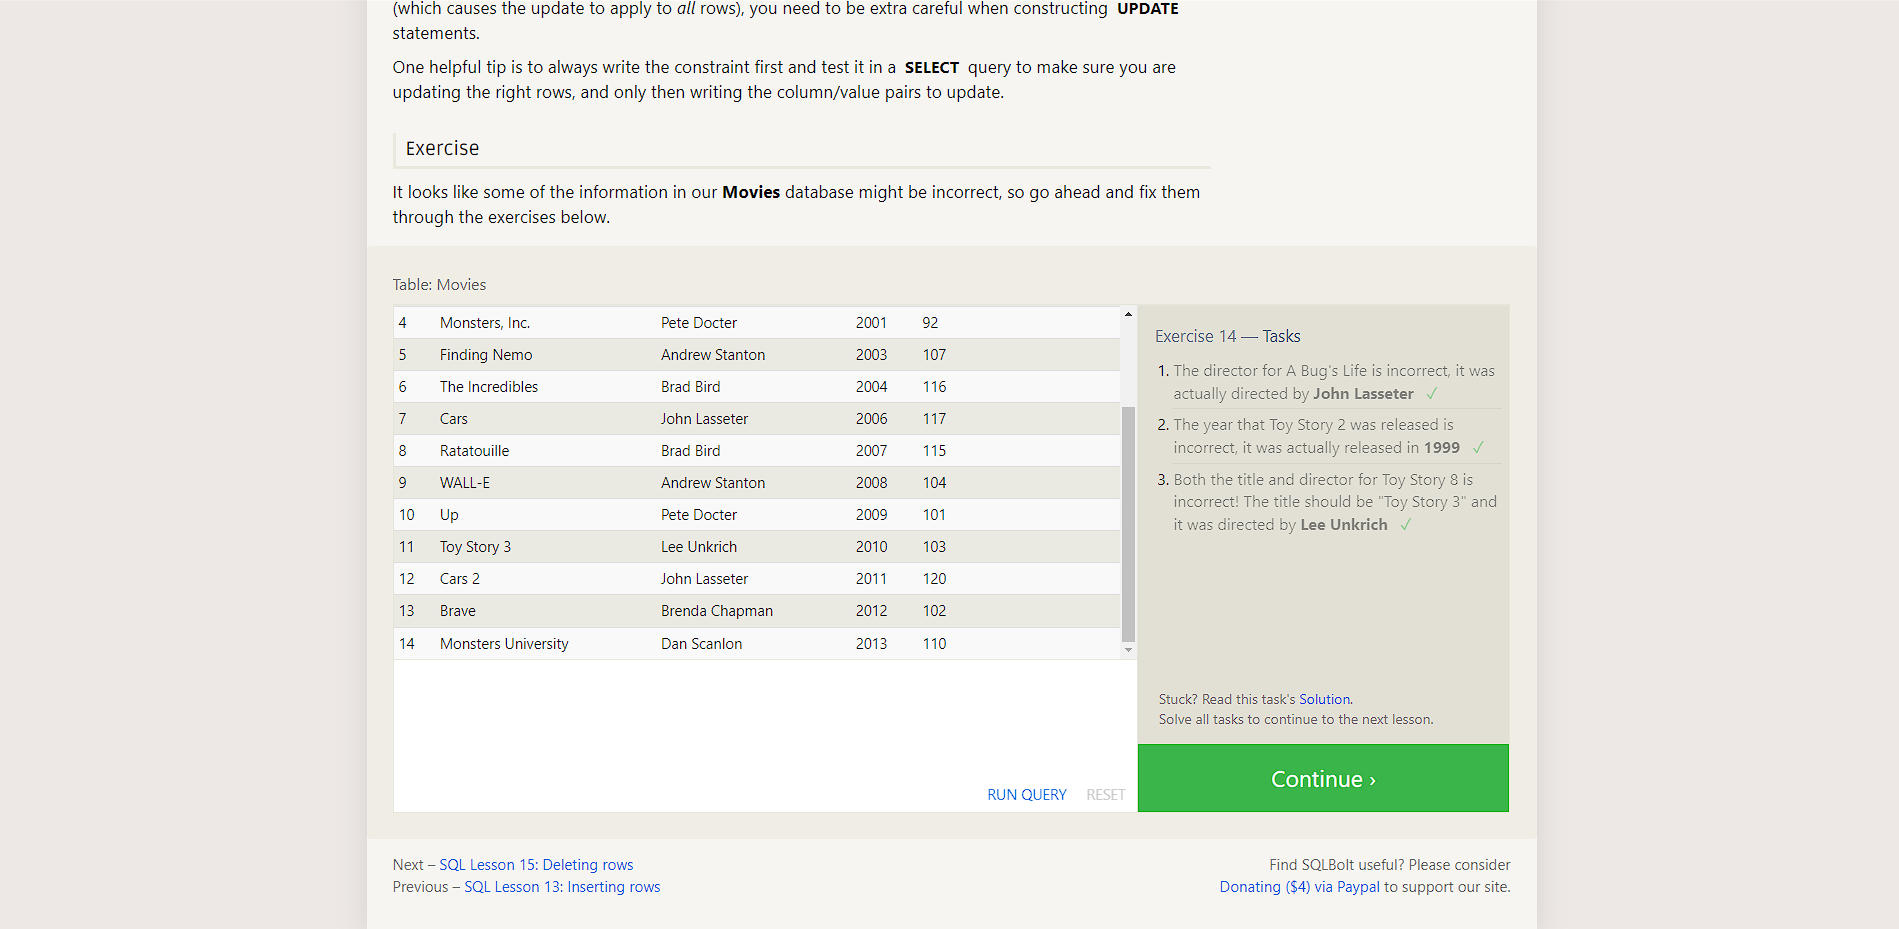 (which causes the update to apply to all rows), you need to be extra careful when constructing UPDATE
statements.
One helpful tip is to always write the constraint first and test it in a SELECT query to make sure you are
updating the right rows, and only then writing the column/value pairs to update.
Exercise
It looks like some of the information in our Movies database might be incorrect, so go ahead and fix them
through the exercises below.
Table: Movies
4 Monsters, Inc. Pete Docter 2001 92
5 Finding Nemo Andrew Stanton 2003 107
6 The Incredibles Brad Bird 2004 116
7 Cars John Lasseter 2006 117
8 Ratatouille Brad Bird 2007 115
9 WALL-E Andrew Stanton 2008 104
10 Up Pete Docter 2009 101
11 Toy Story 3 Lee Unkrich 2010 103
12 Cars 2 John Lasseter 2011 120
13 Brave Brenda Chapman 2012 102
14 Monsters University Dan Scanlon 2013 110
RUN QUERY RESET
Exercise 14 — Tasks
1. The director for A Bug's Life is incorrect, it was
actually directed by John Lasseter ✓
2. The year that Toy Story 2 was released is
incorrect, it was actually released in 1999 ✓
3. Both the title and director for Toy Story 8 is
incorrect! The title should be "Toy Story 3" and
it was directed by Lee Unkrich ✓
Stuck? Read this task's Solution.
Solve all tasks to continue to the next lesson.
Continue ›
Next – SQL Lesson 15: Deleting rows
Previous – SQL Lesson 13: Inserting rows
Find SQLBolt useful? Please consider
Donating ($4) via Paypal to support our site.